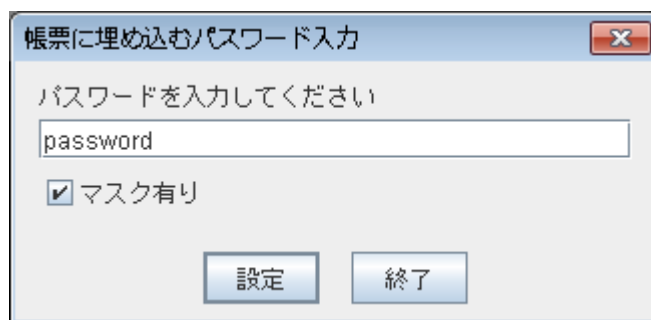 帳票に埋め込むパスワード入力
パスワードを入力してください
password
マスク有り
設定 終了